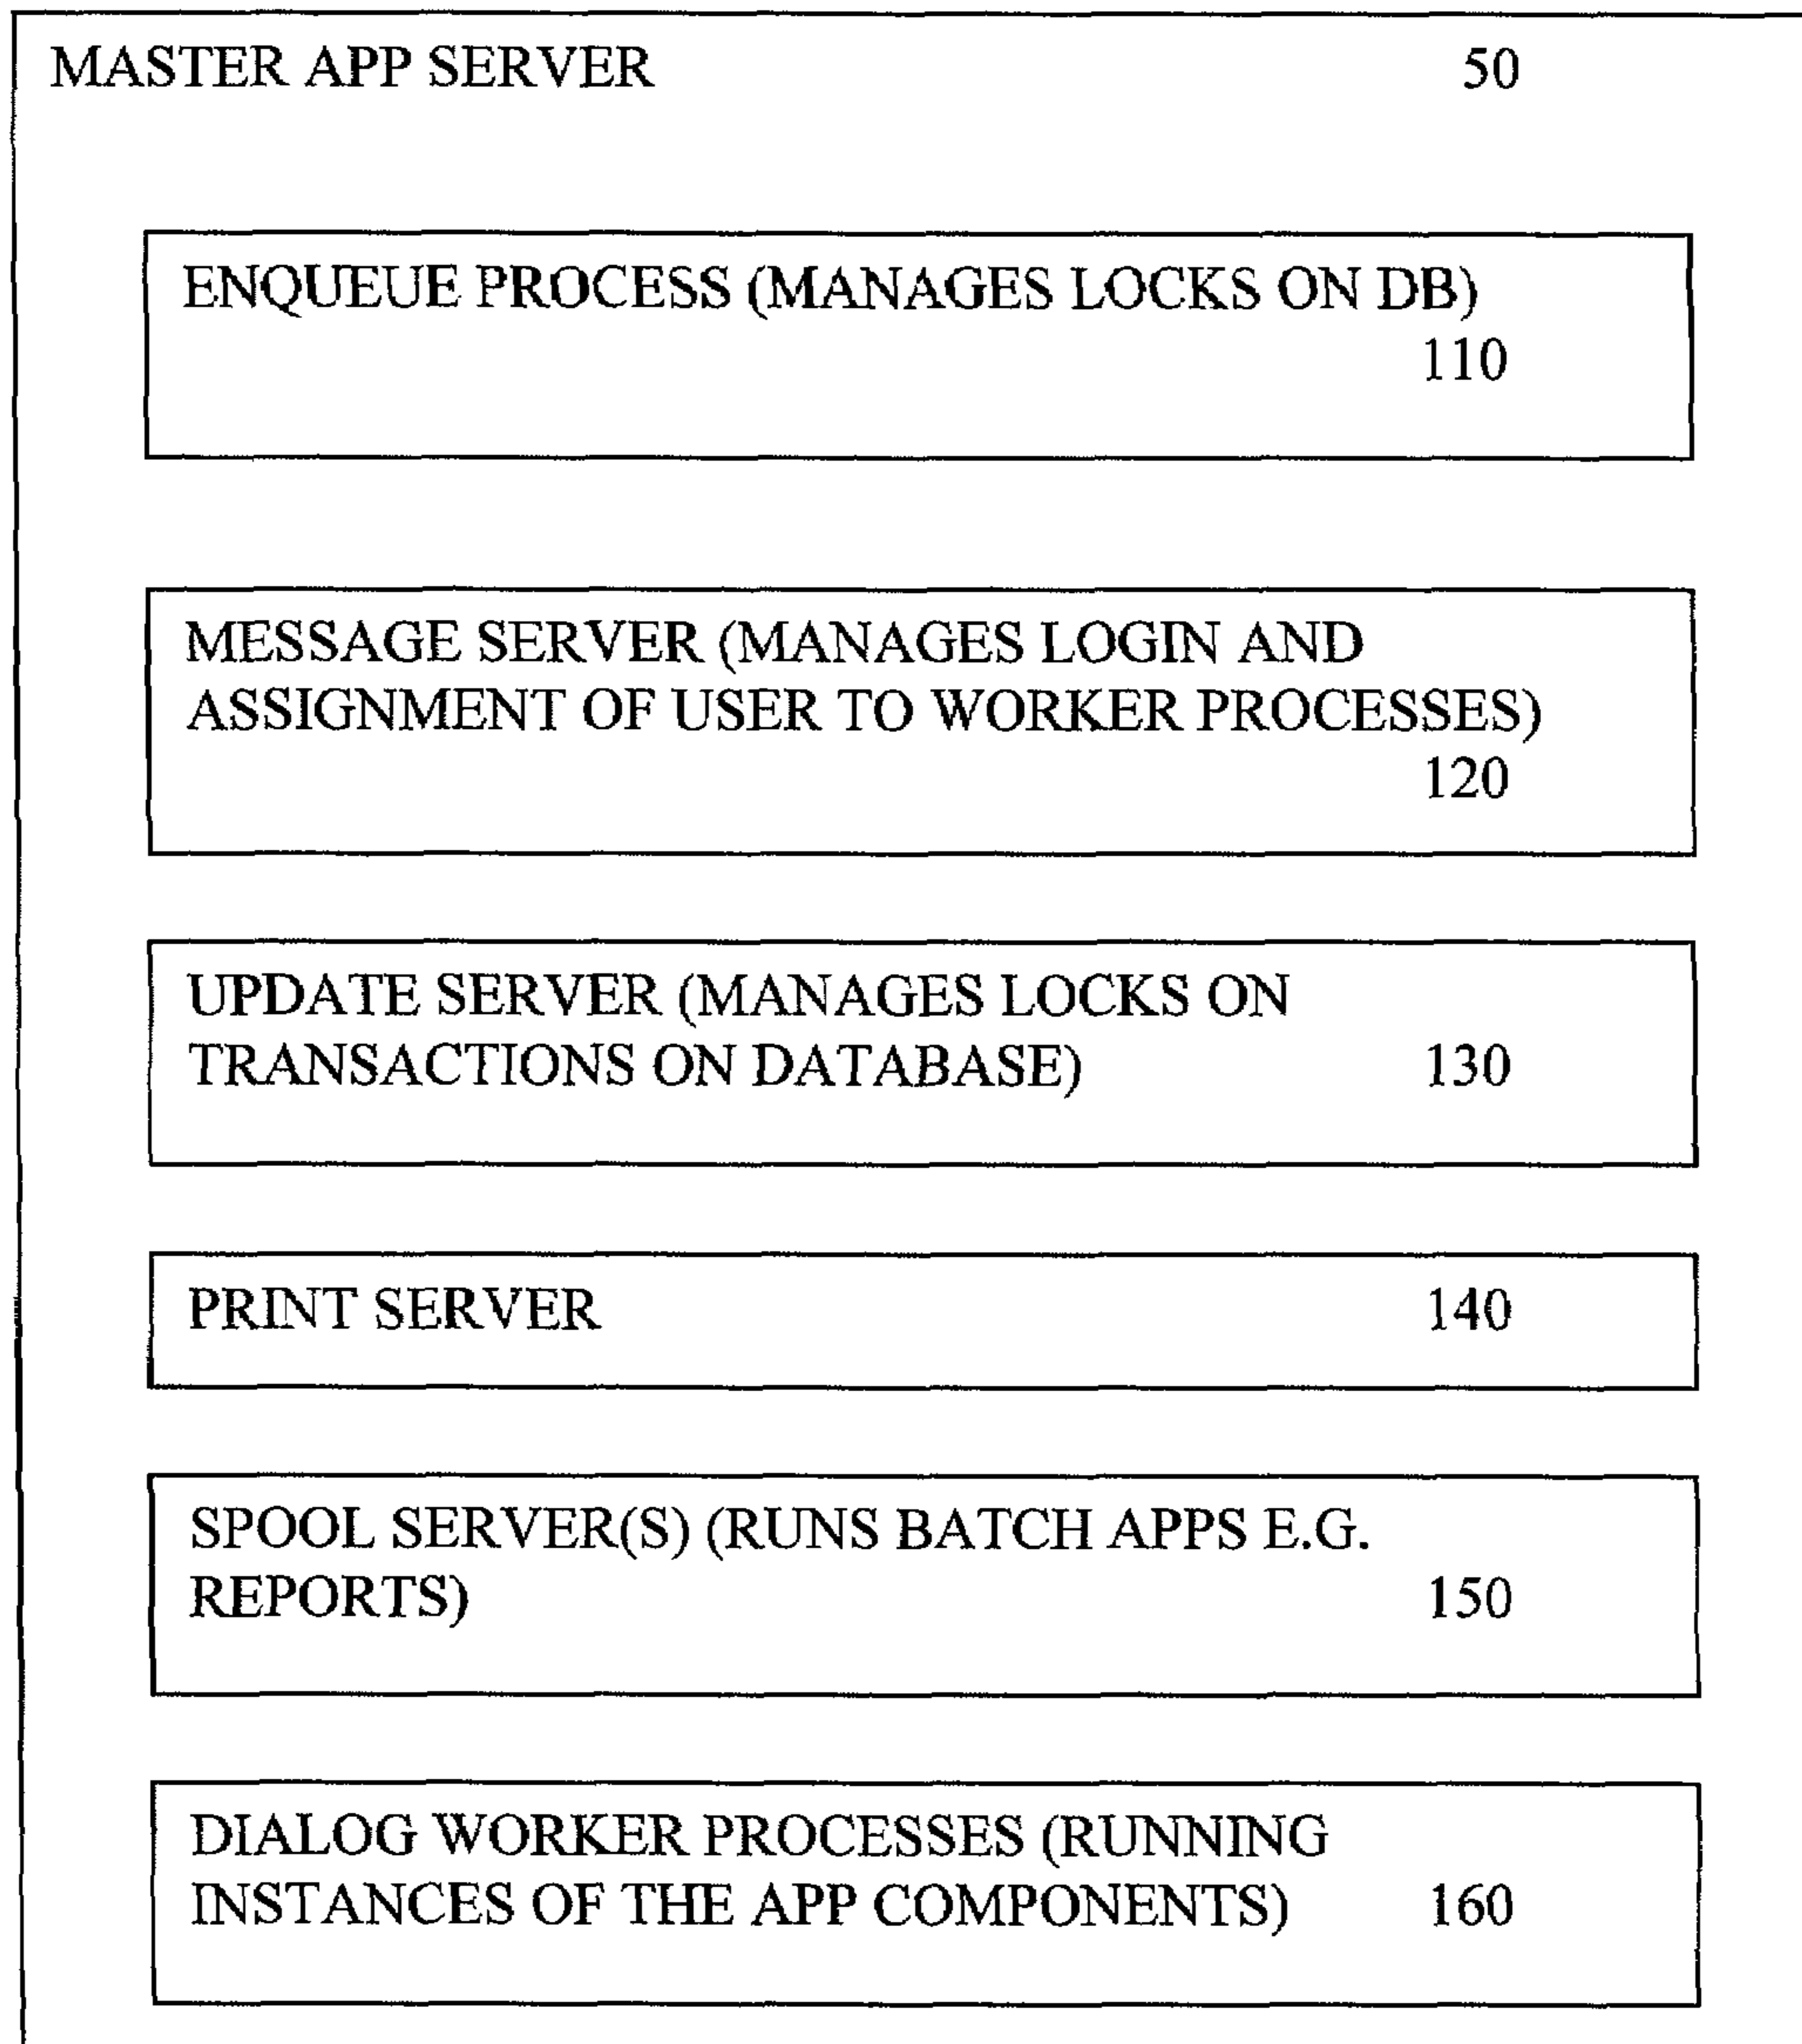 MASTER APP SERVER 50
ENQUEUE PROCESS (MANAGES LOCKS ON DB)
110
MESSAGE SERVER (MANAGES LOGIN AND
ASSIGNMENT OF USER TO WORKER PROCESSES)
120
UPDATE SERVER (MANAGES LOCKS ON
TRANSACTIONS ON DATABASE) 130
PRINT SERVER 140
SPOOL SERVER(S) (RUNS BATCH APPS E.G.
REPORTS) 150
DIALOG WORKER PROCESSES (RUNNING
INSTANCES OF THE APP COMPONENTS) 160